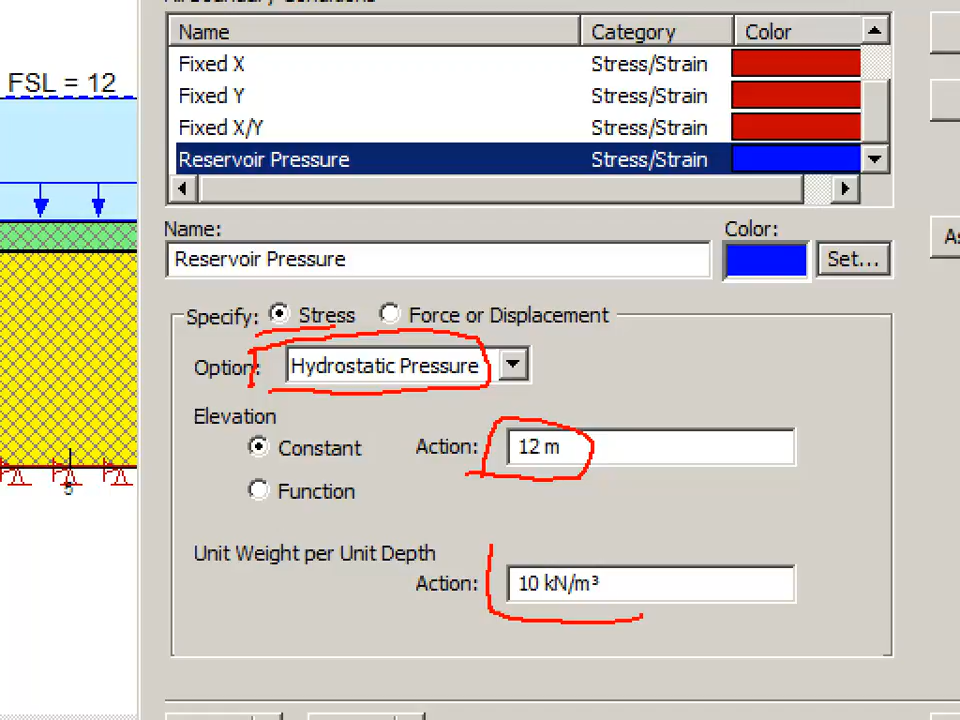 Name Category Color
Fixed X Stress/Strain
FSL = 12
Fixed Y Stress/Strain
Fixed X/Y Stress/Strain
Reservoir Pressure Stress/Strain
Name: Color:
Reservoir Pressure Set...
Specify: Stress Force or Displacement
Option: Hydrostatic Pressure
Elevation
Constant Action: 12 m
Function
5
Unit Weight per Unit Depth
Action: 10 kN/m³